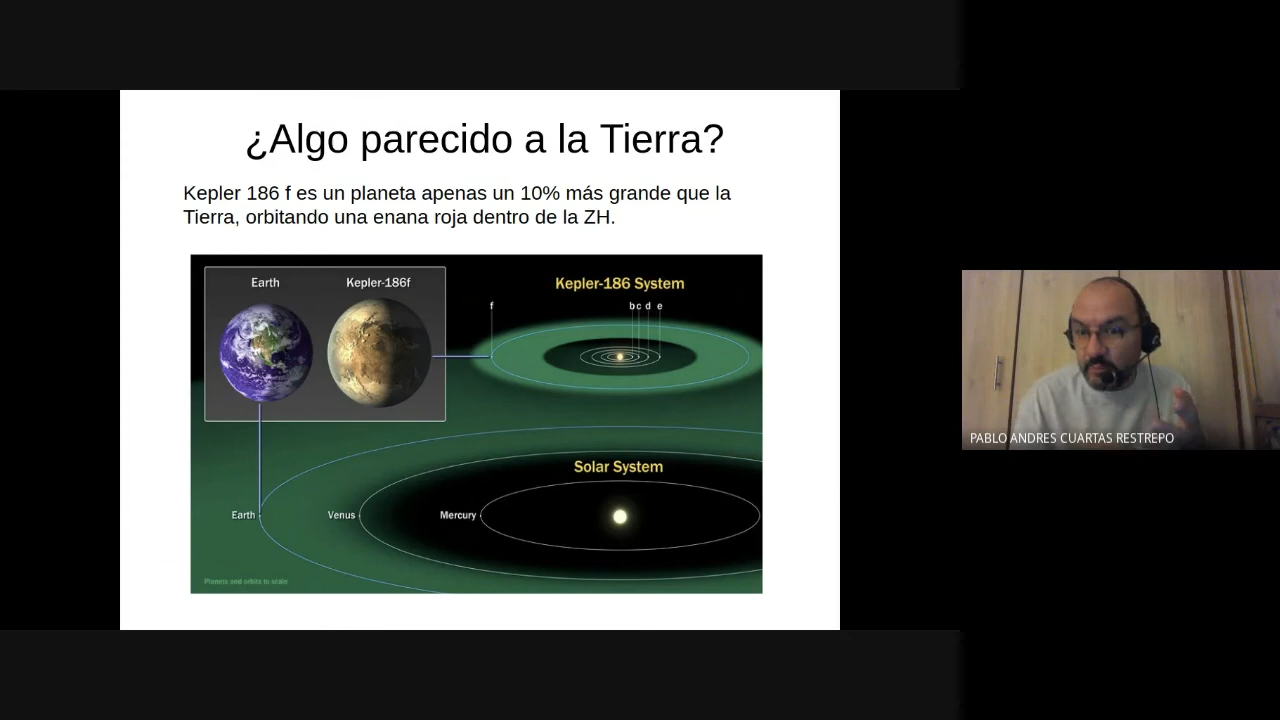 ¿Algo parecido a la Tierra?
Kepler 186 f es un planeta apenas un 10% más grande que la
Tierra, orbitando una enana roja dentro de la ZH.
Earth
Kepler-186f
Kepler-186 System
f
b c d e
Solar System
Earth
Venus
Mercury
Planets and orbits to scale
PABLO ANDRES CUARTAS RESTREPO